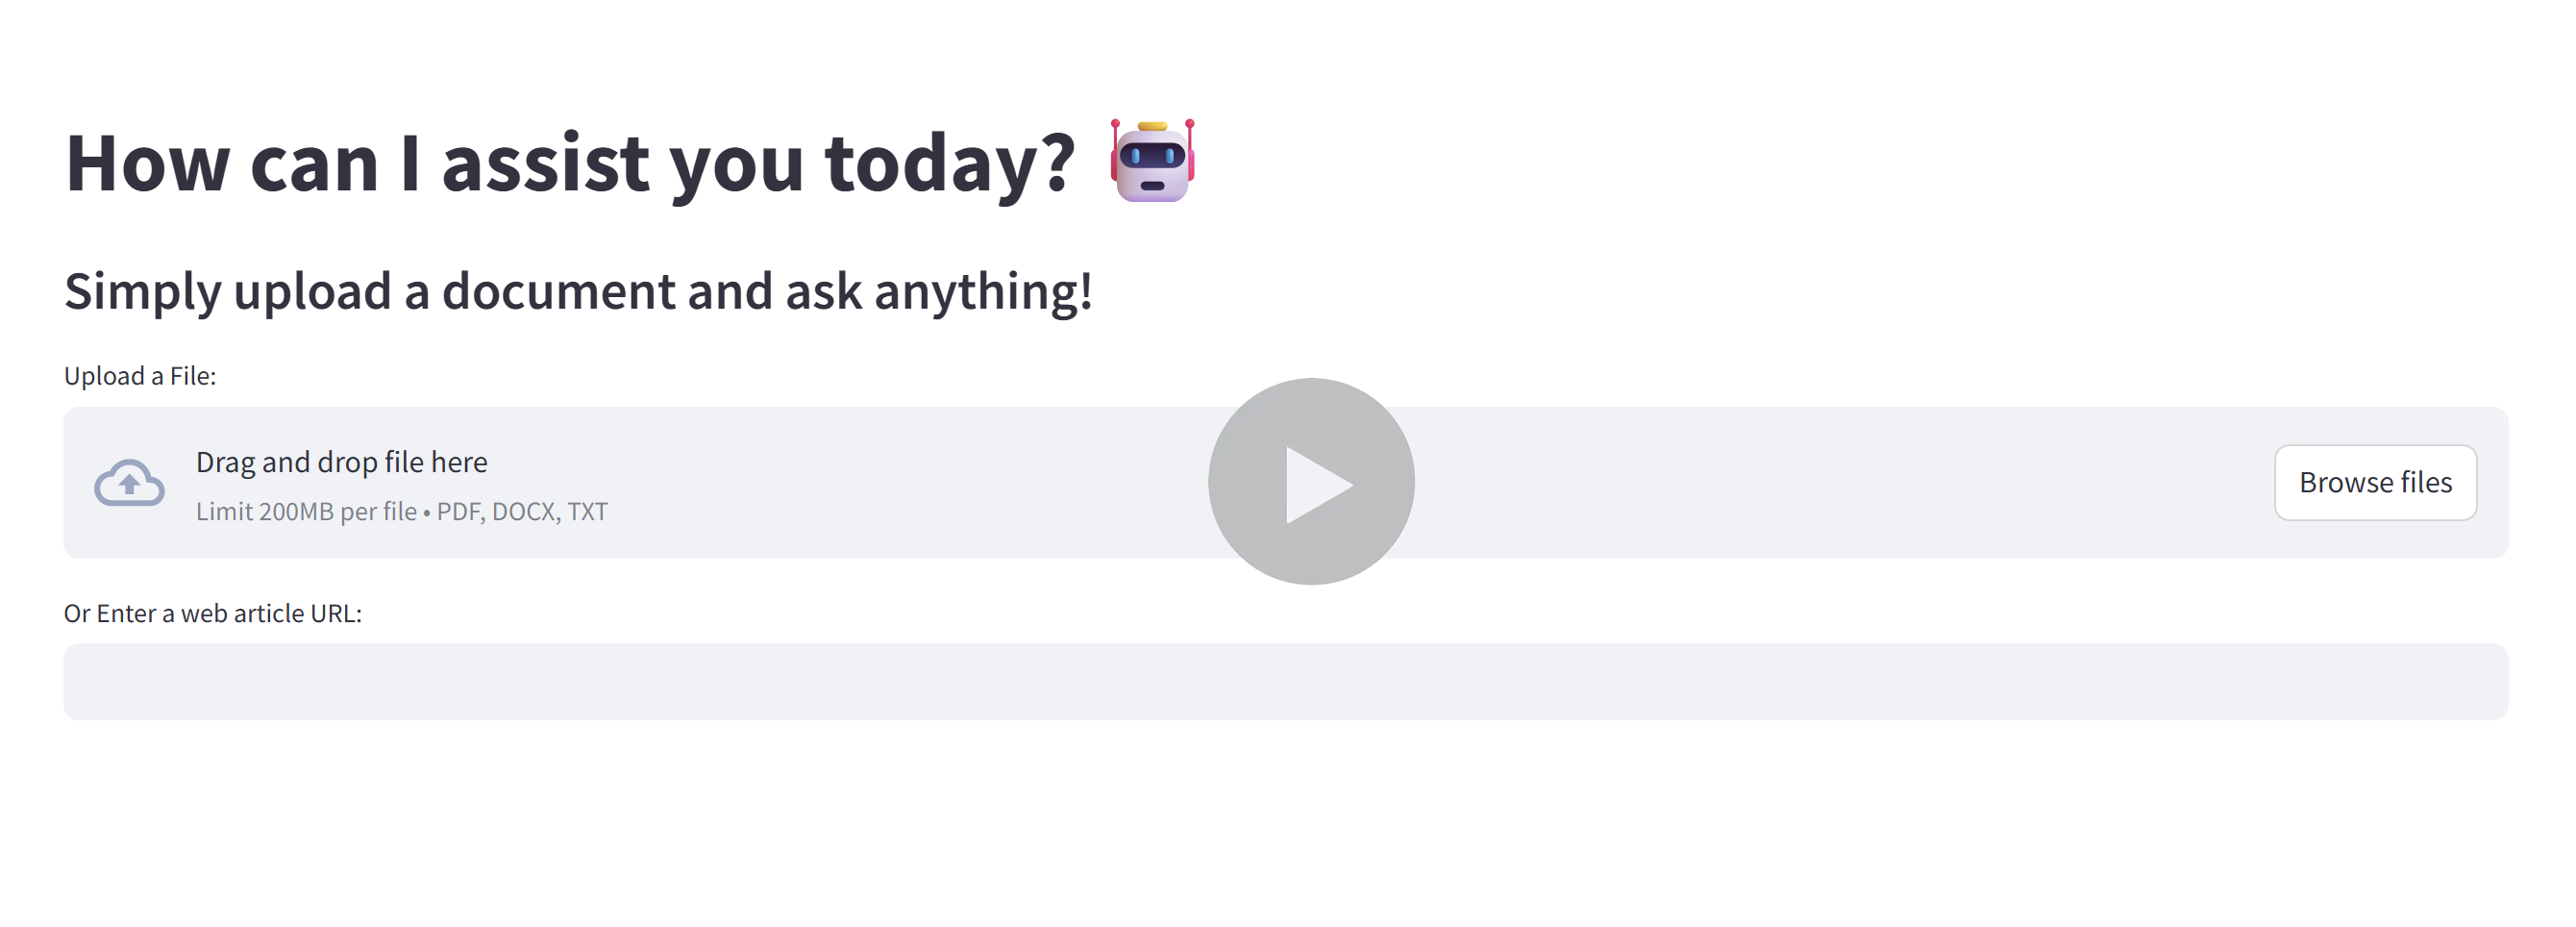 How can I assist you today?
Simply upload a document and ask anything!
Upload a File:
Drag and drop file here
Limit 200MB per file • PDF, DOCX, TXT
Browse files
Or Enter a web article URL: